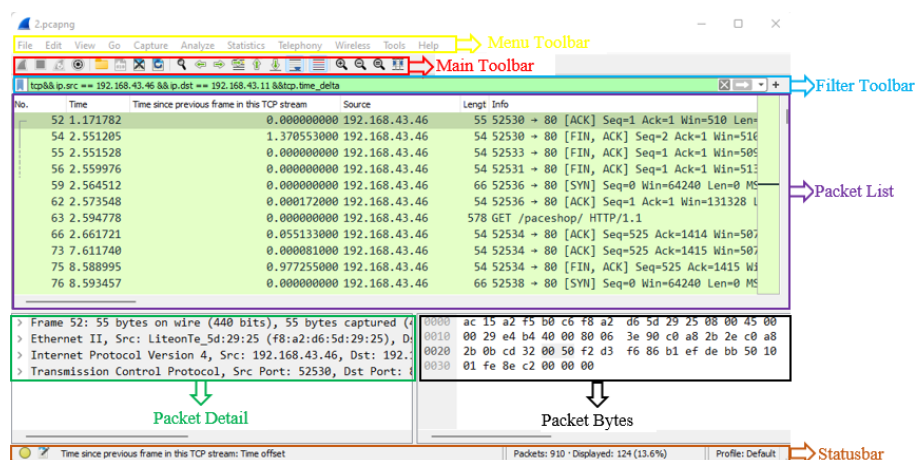 2.pcapng
File Edit View Go Capture Analyze Statistics Telephony Wireless Tools Help
Menu Toolbar
Main Toolbar
tcp&&ip.src == 192.168.43.46 &&ip.dst == 192.168.43.11 &&tcp.time_delta
Filter Toolbar
No. Time Time since previous frame in this TCP stream Source Lengt Info
52 1.171782 0.000000000 192.168.43.46 55 52530 → 80 [ACK] Seq=1 Ack=1 Win=510 Len=
54 2.551205 1.370553000 192.168.43.46 54 52530 → 80 [FIN, ACK] Seq=2 Ack=1 Win=510
55 2.551528 0.000000000 192.168.43.46 54 52533 → 80 [FIN, ACK] Seq=1 Ack=1 Win=509
56 2.559976 0.000000000 192.168.43.46 54 52531 → 80 [FIN, ACK] Seq=1 Ack=1 Win=513
59 2.564512 0.000000000 192.168.43.46 66 52536 → 80 [SYN] Seq=0 Win=64240 Len=0 MS
62 2.573548 0.000172000 192.168.43.46 54 52536 → 80 [ACK] Seq=1 Ack=1 Win=131328 L
Packet List
63 2.594778 0.000000000 192.168.43.46 578 GET /paceshop/ HTTP/1.1
66 2.661721 0.055133000 192.168.43.46 54 52534 → 80 [ACK] Seq=525 Ack=1414 Win=507
73 7.611740 0.000081000 192.168.43.46 54 52534 → 80 [ACK] Seq=525 Ack=1415 Win=507
75 8.588995 0.977255000 192.168.43.46 54 52534 → 80 [FIN, ACK] Seq=525 Ack=1415 Wi
76 8.593457 0.000000000 192.168.43.46 66 52538 → 80 [SYN] Seq=0 Win=64240 Len=0 MS
> Frame 52: 55 bytes on wire (440 bits), 55 bytes captured (4
> Ethernet II, Src: LiteonTe_5d:29:25 (f8:a2:d6:5d:29:25), Ds
> Internet Protocol Version 4, Src: 192.168.43.46, Dst: 192.1
> Transmission Control Protocol, Src Port: 52530, Dst Port: 8
0000 ac 15 a2 f5 b0 c6 f8 a2 d6 5d 29 25 08 00 45 00
0010 00 29 e4 b4 40 00 80 06 3e 90 c0 a8 2b 2e c0 a8
0020 2b 0b cd 32 00 50 f2 d3 f6 86 b1 ef de bb 50 10
0030 01 fe 8e c2 00 00 00
Packet Detail
Packet Bytes
Time since previous frame in this TCP stream: Time offset
Packets: 910 · Displayed: 124 (13.6%)
Profile: Default
Statusbar